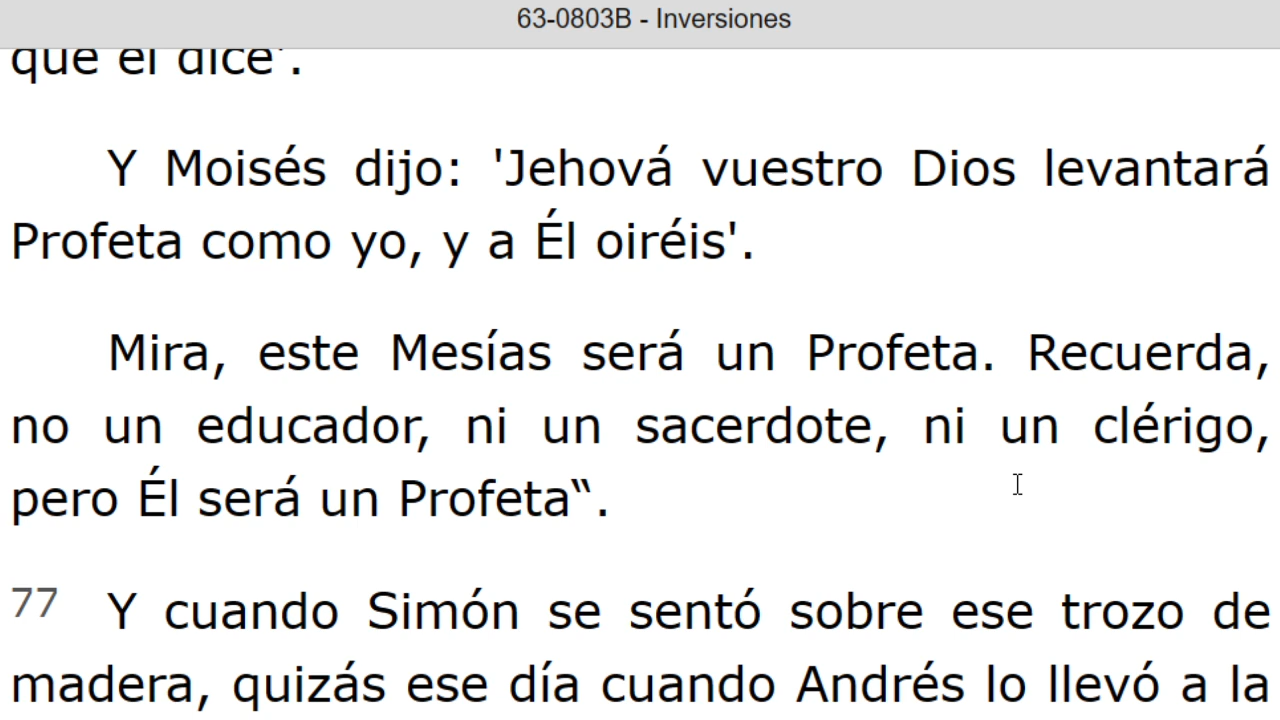 63-0803B - Inversiones
que él dice'.
Y Moisés dijo: 'Jehová vuestro Dios levantará
Profeta como yo, y a Él oiréis'.
Mira, este Mesías será un Profeta. Recuerda,
no un educador, ni un sacerdote, ni un clérigo,
pero Él será un Profeta“.
77 Y cuando Simón se sentó sobre ese trozo de
madera, quizás ese día cuando Andrés lo llevó a la